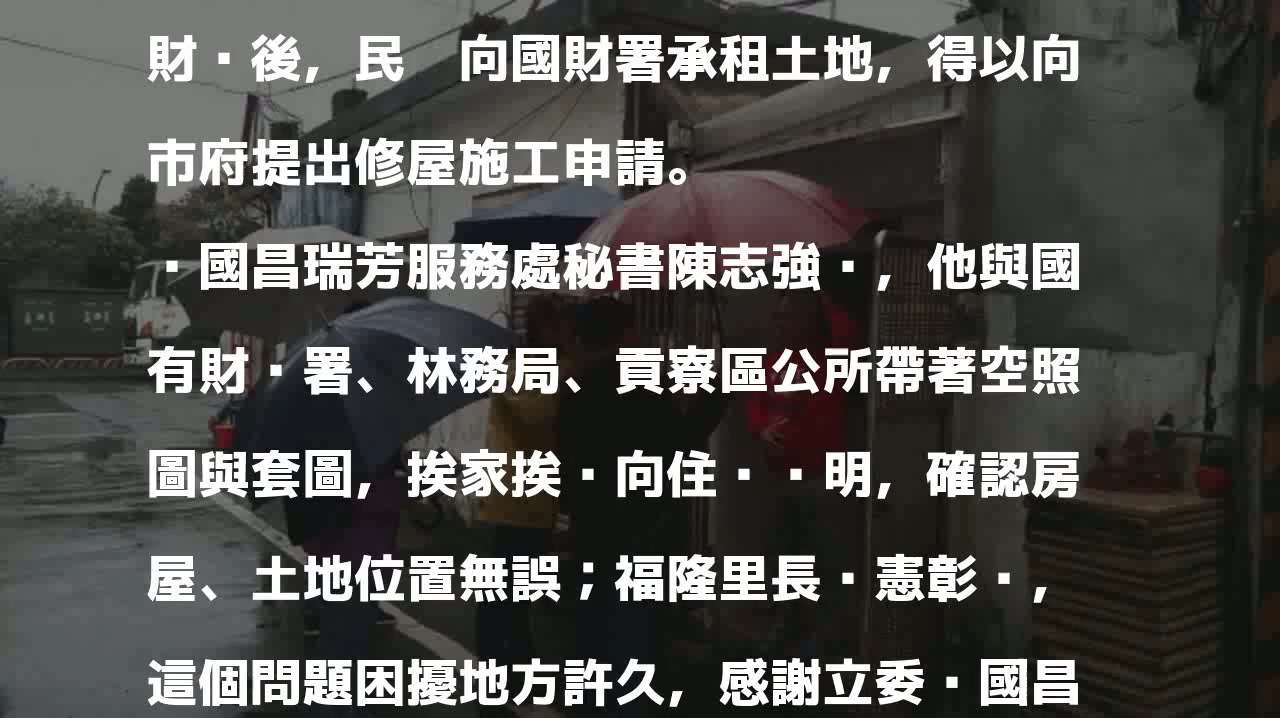 財▪後，民　向國財署承租土地，得以向
市府提出修屋施工申請。
▪國昌瑞芳服務處秘書陳志強▪，他與國
有財▪署、林務局、貢寮區公所帶著空照
圖與套圖，挨家挨▪向住▪▪明，確認房
屋、土地位置無誤；福隆里長▪憲彰▪，
這個問題困擾地方許久，感謝立委▪國昌